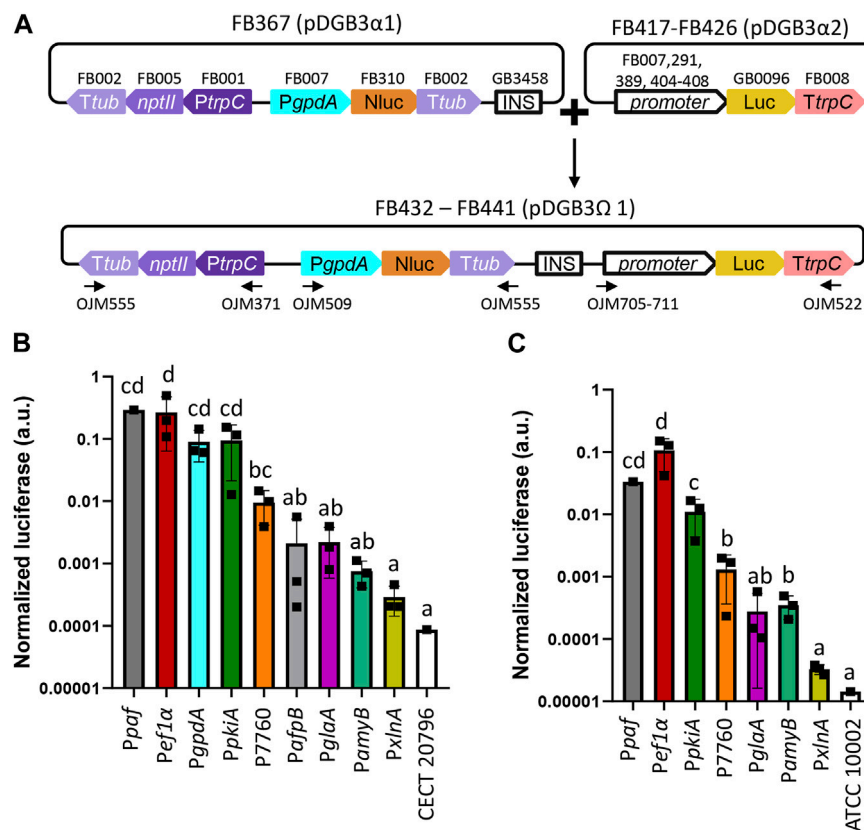 A
FB367 (pDGB3α1)
FB417-FB426 (pDGB3α2)
FB002 FB005 FB001 FB007 FB310 FB002 GB3458
Ttub nptII PtrpC PgpdA Nluc Ttub INS
FB007,291,
389, 404-408 GB0096 FB008
promoter Luc TtrpC
+
FB432 – FB441 (pDGB3Ω 1)
Ttub nptII PtrpC PgpdA Nluc Ttub INS promoter Luc TtrpC
OJM555 OJM371 OJM509 OJM555 OJM705-711 OJM522
B
Normalized luciferase (a.u.)
1
0.1
0.01
0.001
0.0001
0.00001
cd d cd cd bc ab ab ab a a
Ppaf
Pef1α
PgpdA
PpkiA
P7760
PafpB
PglaA
PamyB
PxlnA
CECT 20796
C
Normalized luciferase (a.u.)
1
0.1
0.01
0.001
0.0001
0.00001
cd d c b ab b a a
Ppaf
Pef1α
PpkiA
P7760
PglaA
PamyB
PxlnA
ATCC 10002